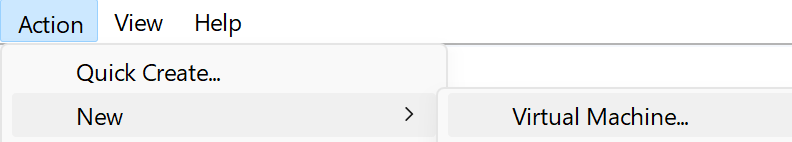 Action View Help
Quick Create...
New Virtual Machine...